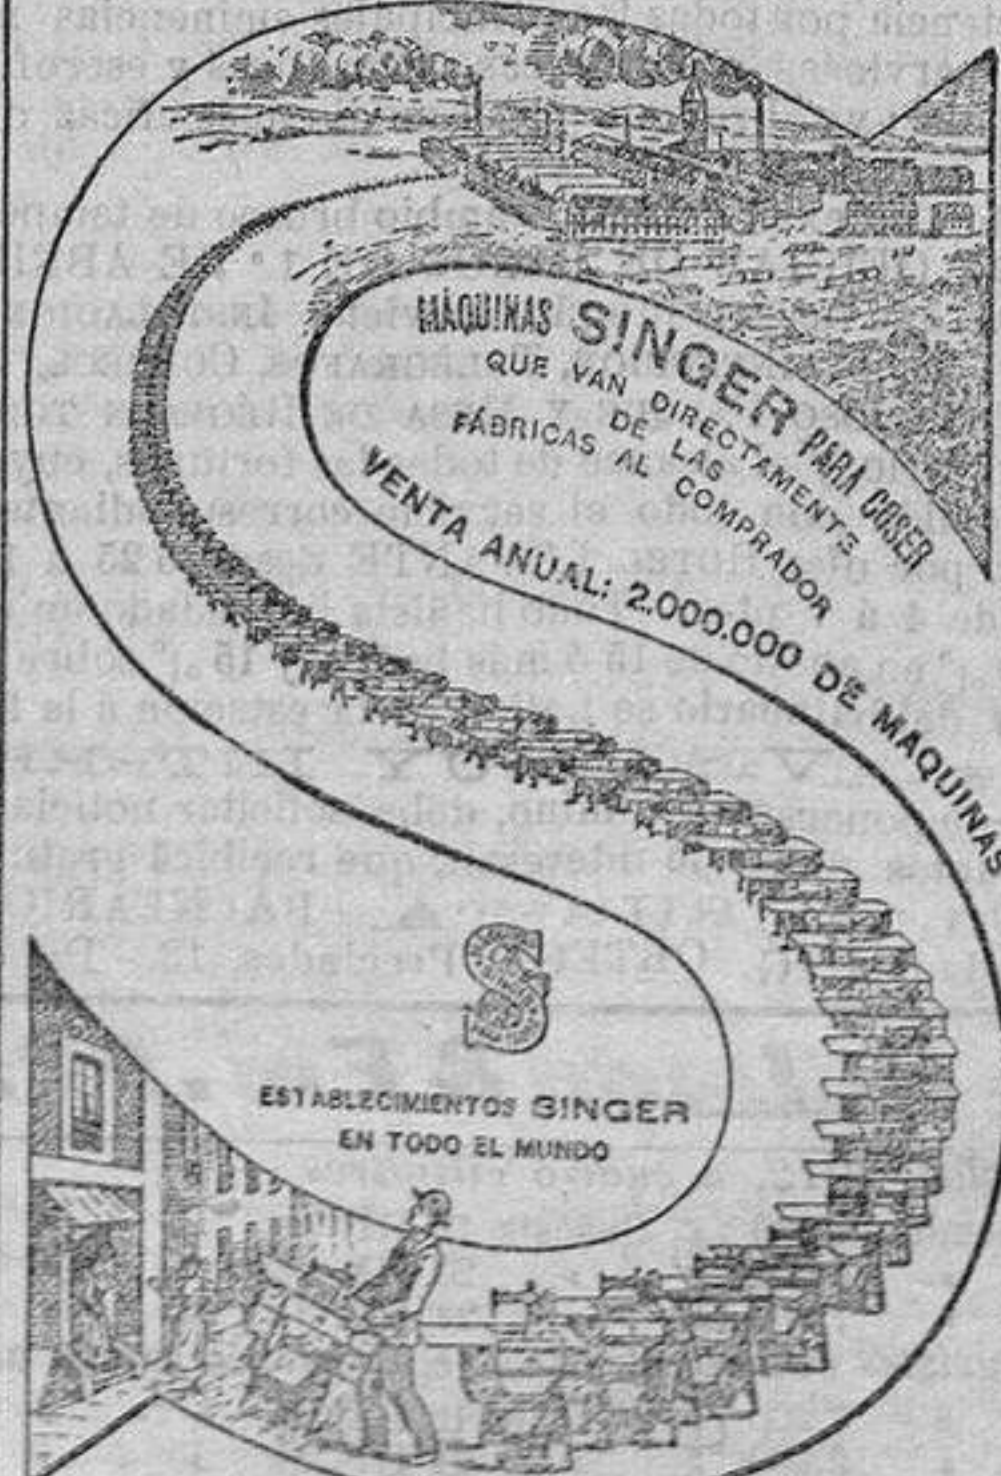 MÁQUINAS SINGER PARA COSER
QUE VAN DIRECTAMENTE
DE LAS
FÁBRICAS AL COMPRADOR
VENTA ANUAL: 2.000.000 DE MAQUINAS
S
ESTABLECIMIENTOS SINGER
EN TODO EL MUNDO